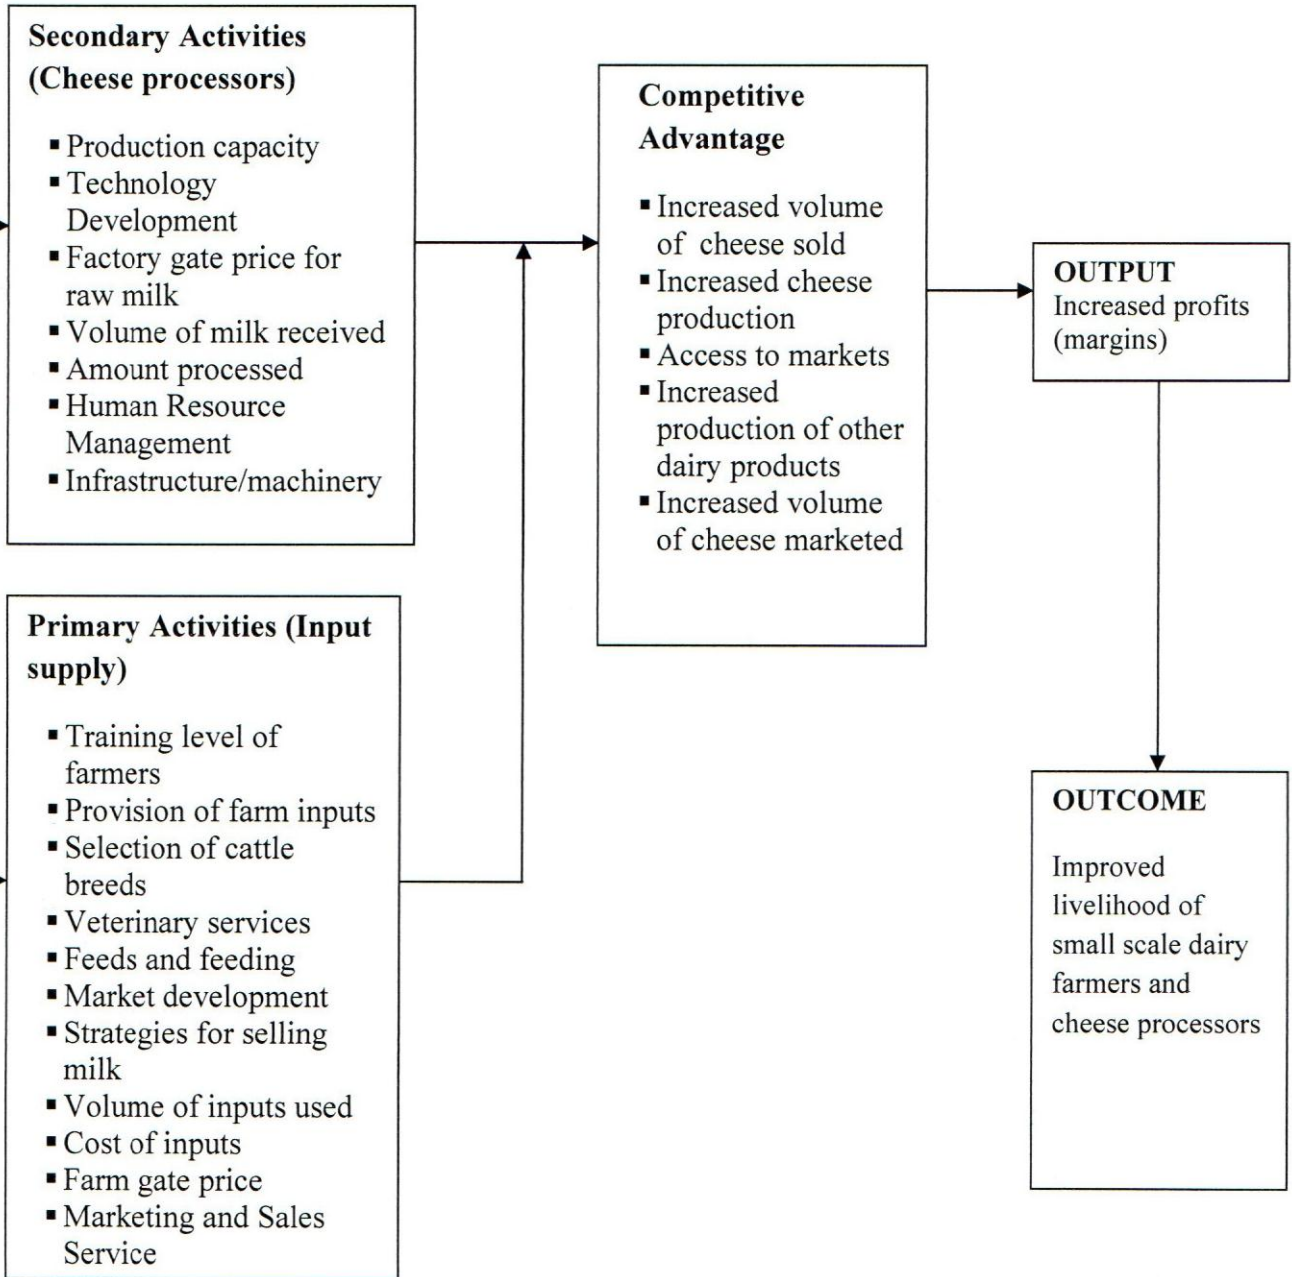 Secondary Activities
(Cheese processors)
▪ Production capacity
▪ Technology
Development
▪ Factory gate price for
raw milk
▪ Volume of milk received
▪ Amount processed
▪ Human Resource
Management
▪ Infrastructure/machinery
Primary Activities (Input
supply)
▪ Training level of
farmers
▪ Provision of farm inputs
▪ Selection of cattle
breeds
▪ Veterinary services
▪ Feeds and feeding
▪ Market development
▪ Strategies for selling
milk
▪ Volume of inputs used
▪ Cost of inputs
▪ Farm gate price
▪ Marketing and Sales
Service
Competitive
Advantage
▪ Increased volume
of cheese sold
▪ Increased cheese
production
▪ Access to markets
▪ Increased
production of other
dairy products
▪ Increased volume
of cheese marketed
OUTPUT
Increased profits
(margins)
OUTCOME
Improved
livelihood of
small scale dairy
farmers and
cheese processors